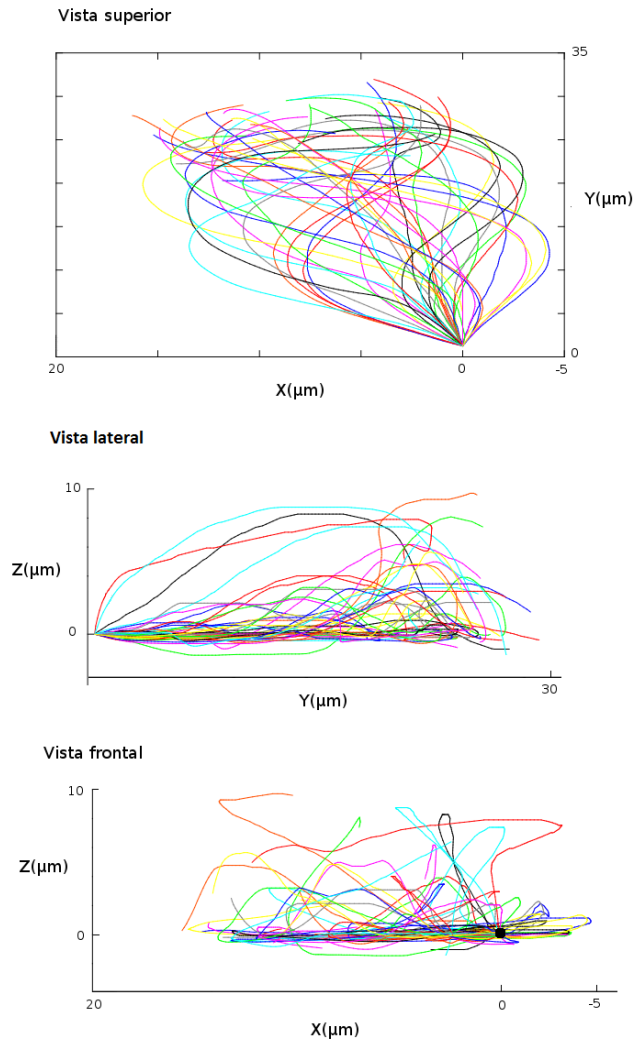 Vista superior
35
Y(μm)
0
20
0
-5
X(μm)
Vista lateral
10
Z(μm)
0
Y(μm)
30
Vista frontal
10
Z(μm)
0
20
0
-5
X(μm)